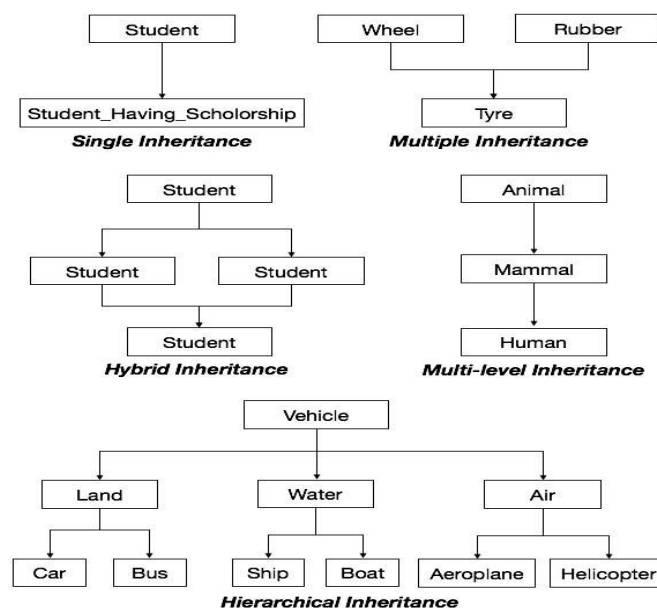 Student
Wheel Rubber
Student_Having_Scholorship
Tyre
Single Inheritance
Multiple Inheritance
Student
Animal
Student Student
Mammal
Student
Human
Hybrid Inheritance
Multi-level Inheritance
Vehicle
Land Water Air
Car Bus Ship Boat Aeroplane Helicopter
Hierarchical Inheritance